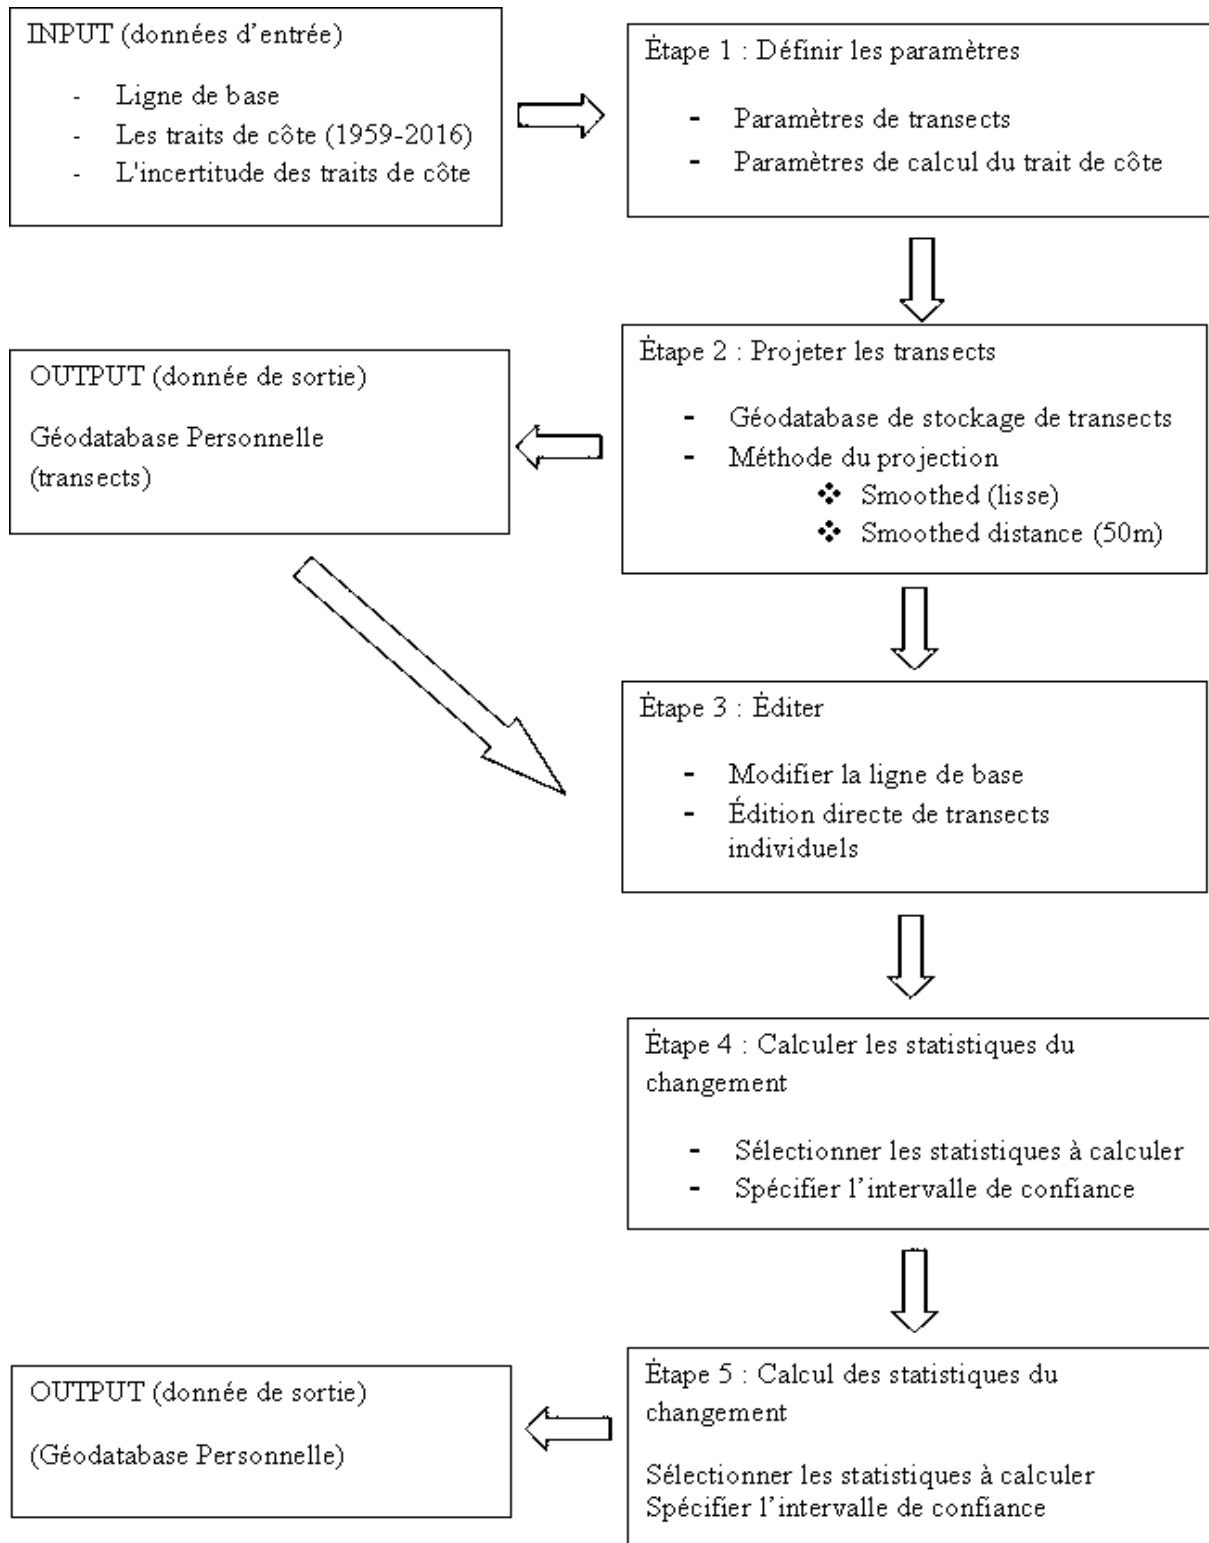 INPUT (données d'entrée)
- Ligne de base
- Les traits de côte (1959-2016)
- L'incertitude des traits de côte
Étape 1 : Définir les paramètres
- Paramètres de transects
- Paramètres de calcul du trait de côte
Étape 2 : Projeter les transects
- Géodatabase de stockage de transects
- Méthode du projection
❖ Smoothed (lisse)
❖ Smoothed distance (50m)
OUTPUT (donnée de sortie)
Géodatabase Personnelle
(transects)
Étape 3 : Éditer
- Modifier la ligne de base
- Édition directe de transects
individuels
Étape 4 : Calculer les statistiques du
changement
- Sélectionner les statistiques à calculer
- Spécifier l'intervalle de confiance
Étape 5 : Calcul des statistiques du
changement
Sélectionner les statistiques à calculer
Spécifier l'intervalle de confiance
OUTPUT (donnée de sortie)
(Géodatabase Personnelle)